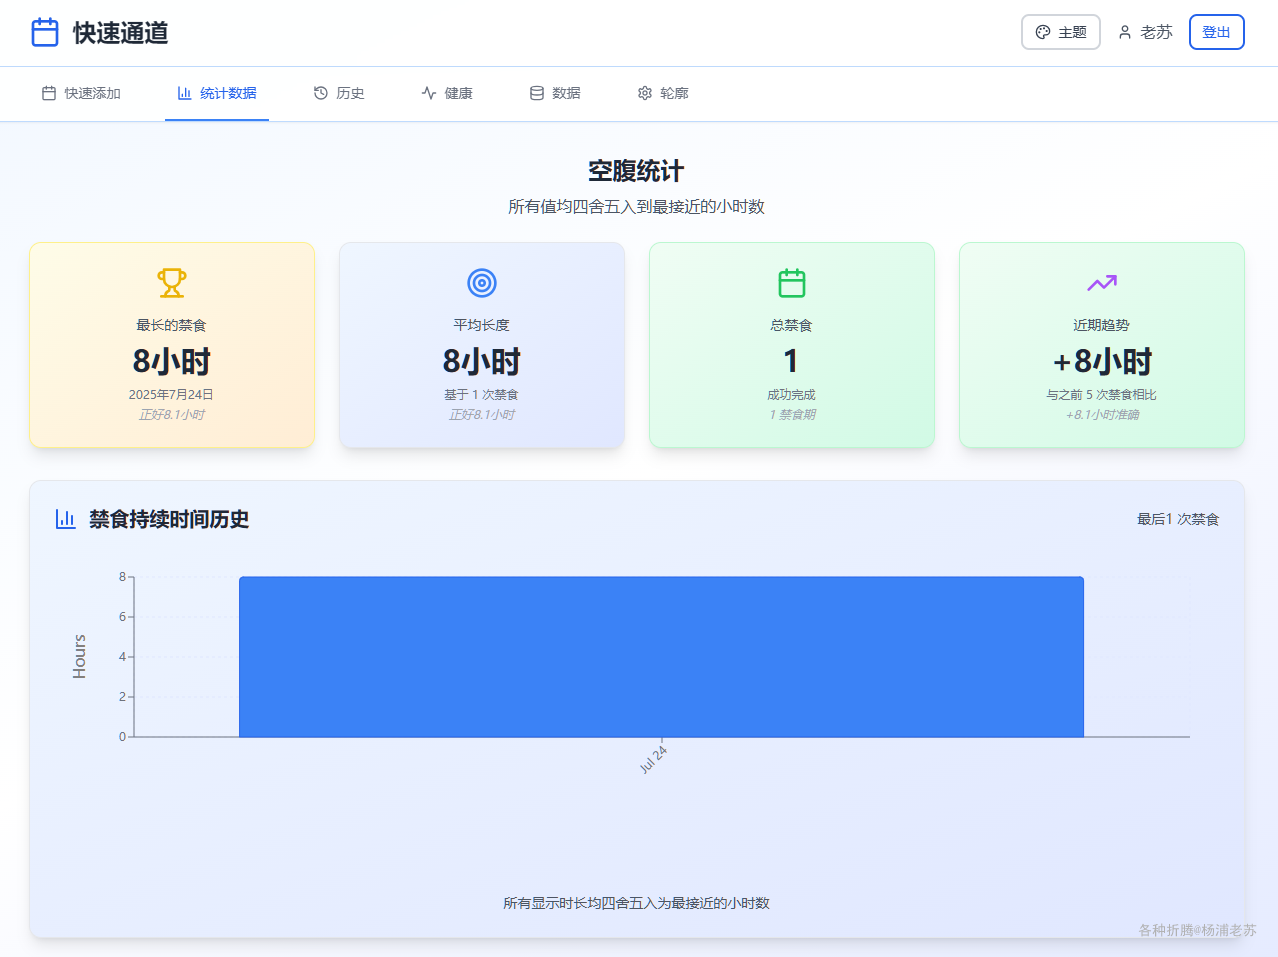 快速通道
主题
老苏
登出
快速添加
统计数据
历史
健康
数据
轮廓
空腹统计
所有值均四舍五入到最接近的小时数
最长的禁食
8小时
2025年7月24日
正好8.1小时
平均长度
8小时
基于 1 次禁食
正好8.1小时
总禁食
1
成功完成
1 禁食期
近期趋势
+8小时
与之前 5 次禁食相比
+8.1小时准确
禁食持续时间历史
最后1 次禁食
8
6
4
2
0
Hours
Jul 24
所有显示时长均四舍五入为最接近的小时数
各种折腾@杨浦老苏